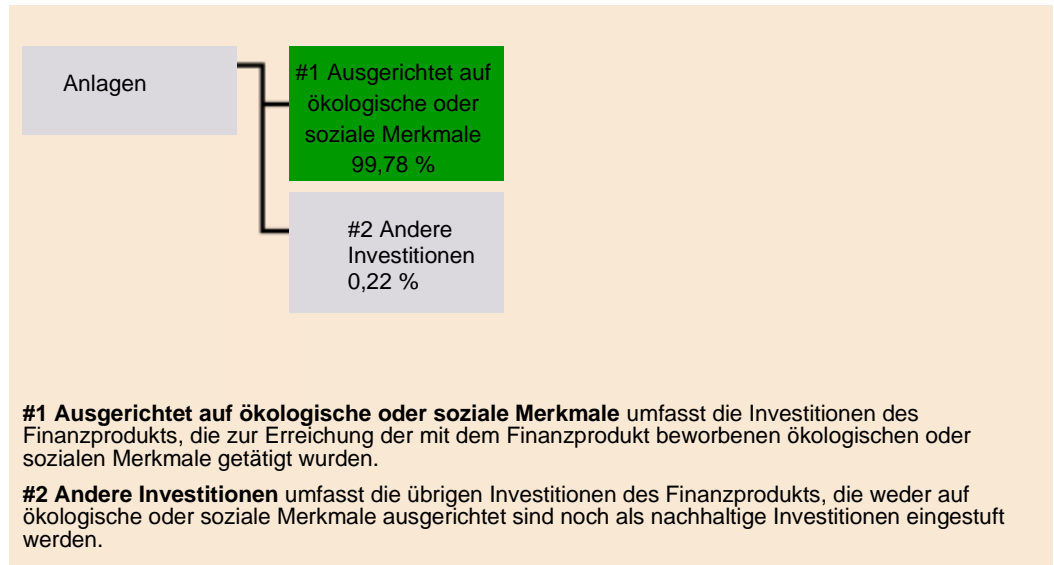 Anlagen
#1 Ausgerichtet auf
ökologische oder
soziale Merkmale
99,78 %
#2 Andere
Investitionen
0,22 %
#1 Ausgerichtet auf ökologische oder soziale Merkmale umfasst die Investitionen des
Finanzprodukts, die zur Erreichung der mit dem Finanzprodukt beworbenen ökologischen oder
sozialen Merkmale getätigt wurden.
#2 Andere Investitionen umfasst die übrigen Investitionen des Finanzprodukts, die weder auf
ökologische oder soziale Merkmale ausgerichtet sind noch als nachhaltige Investitionen eingestuft
werden.